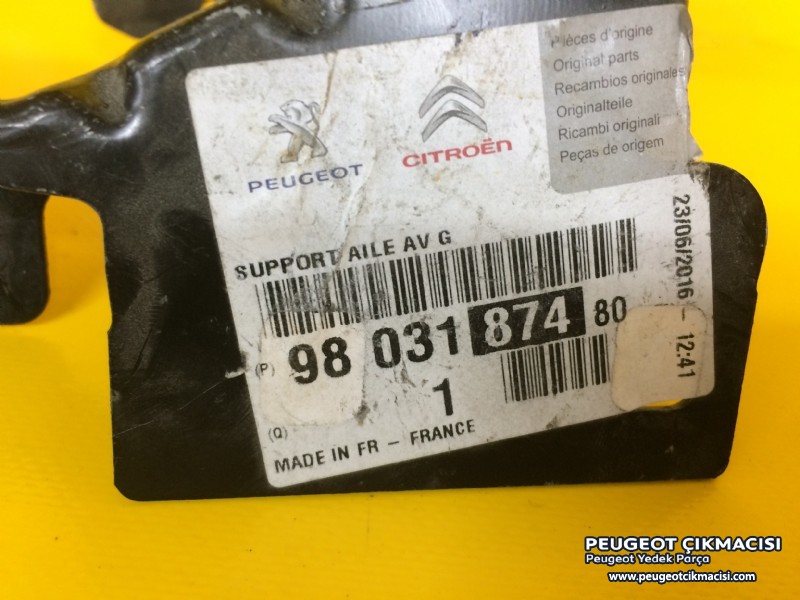 Pièces d'origine
Original parts
Recambios originales
Originalteile
Ricambi originali
Peças de origem
PEUGEOT
CITROËN
SUPPORT AILE AV G
23/06/2016 - 12:41
(P) 98 031 874 80
(Q) 1
MADE IN FR - FRANCE
PEUGEOT ÇIKMACISI
Peugeot Yedek Parça
www.peugeotcikmacisi.com